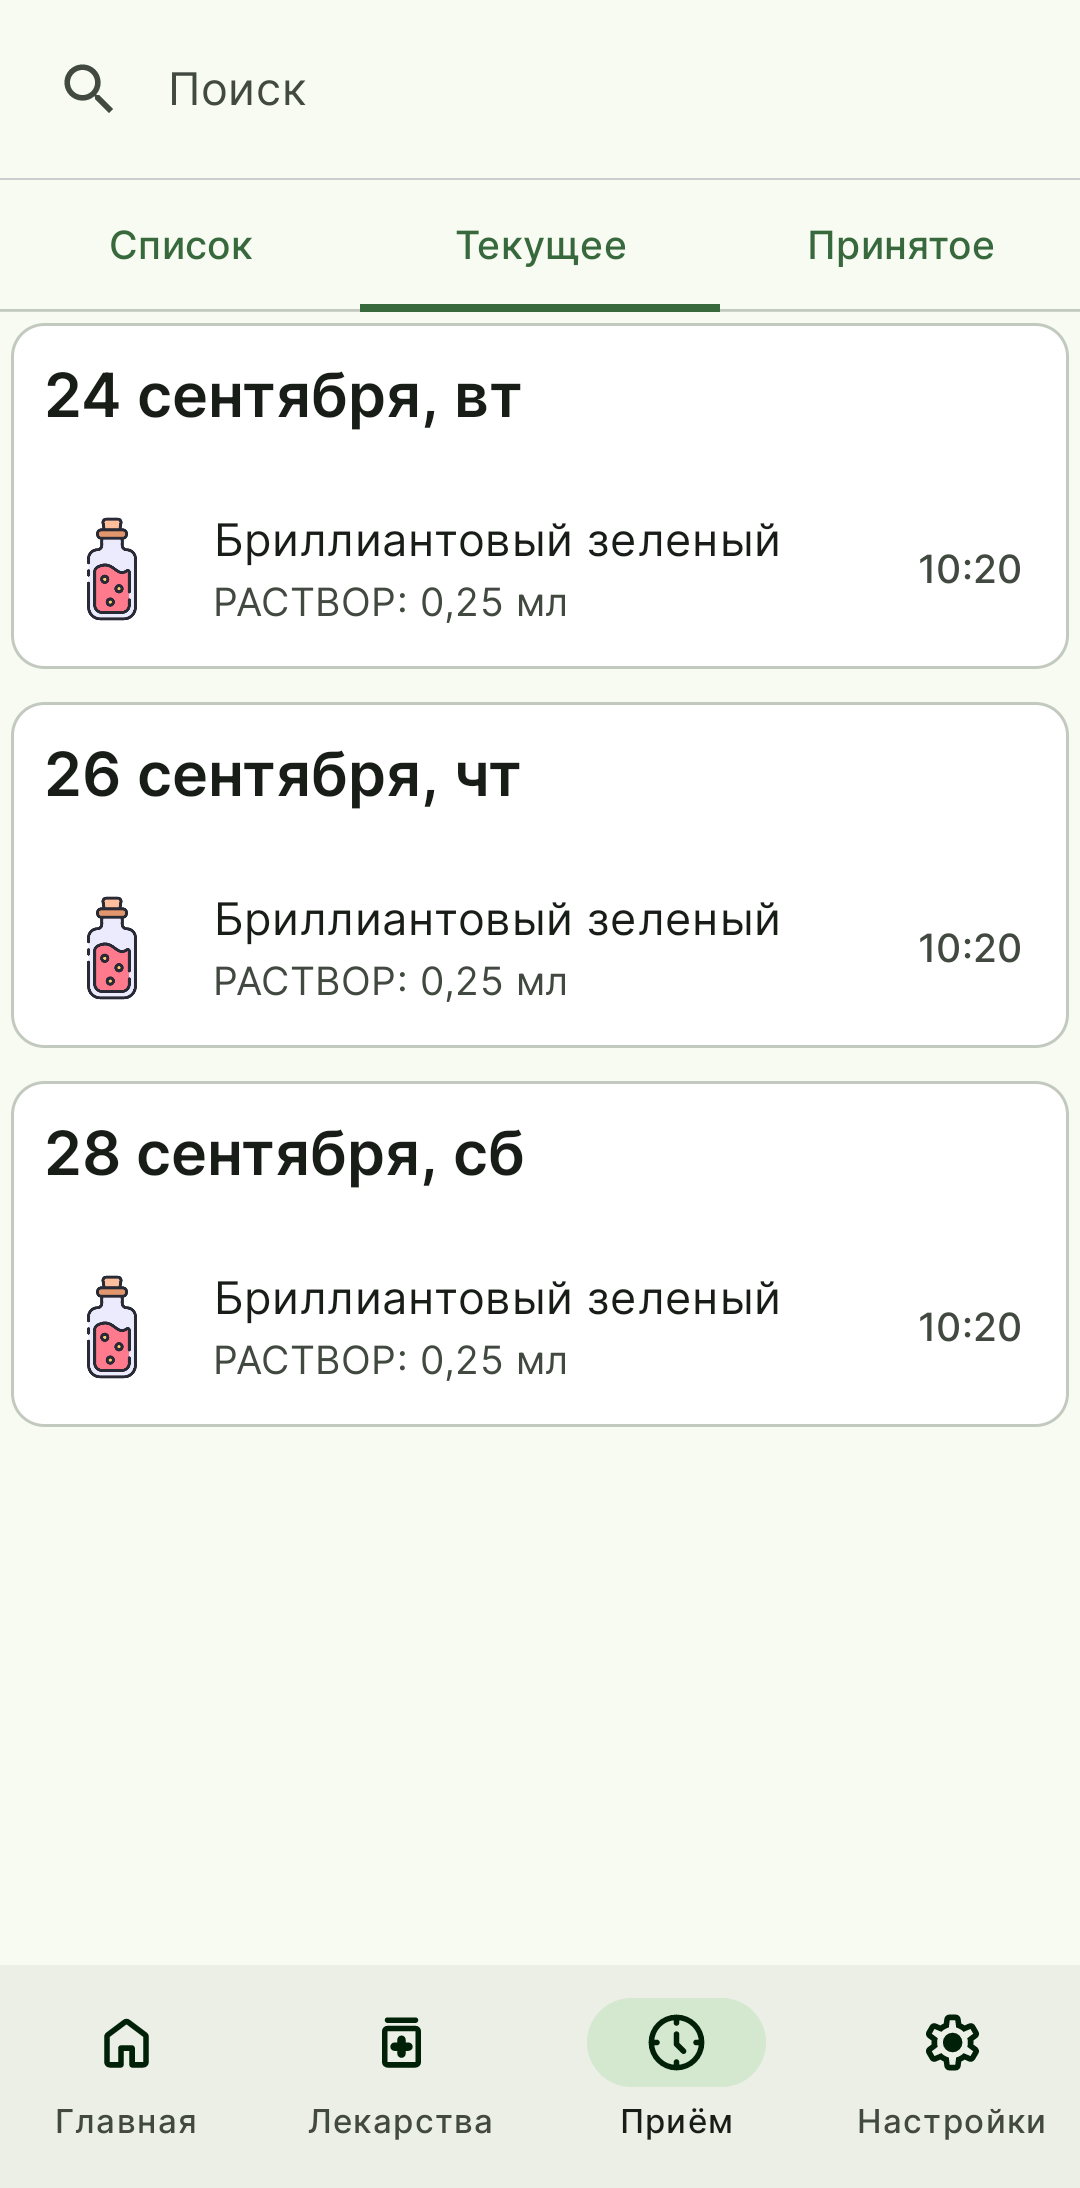 Поиск
Список
Текущее
Принятое
24 сентября, вт
Бриллиантовый зеленый
РАСТВОР: 0,25 мл
10:20
26 сентября, чт
Бриллиантовый зеленый
РАСТВОР: 0,25 мл
10:20
28 сентября, сб
Бриллиантовый зеленый
РАСТВОР: 0,25 мл
10:20
Главная
Лекарства
Приём
Настройки